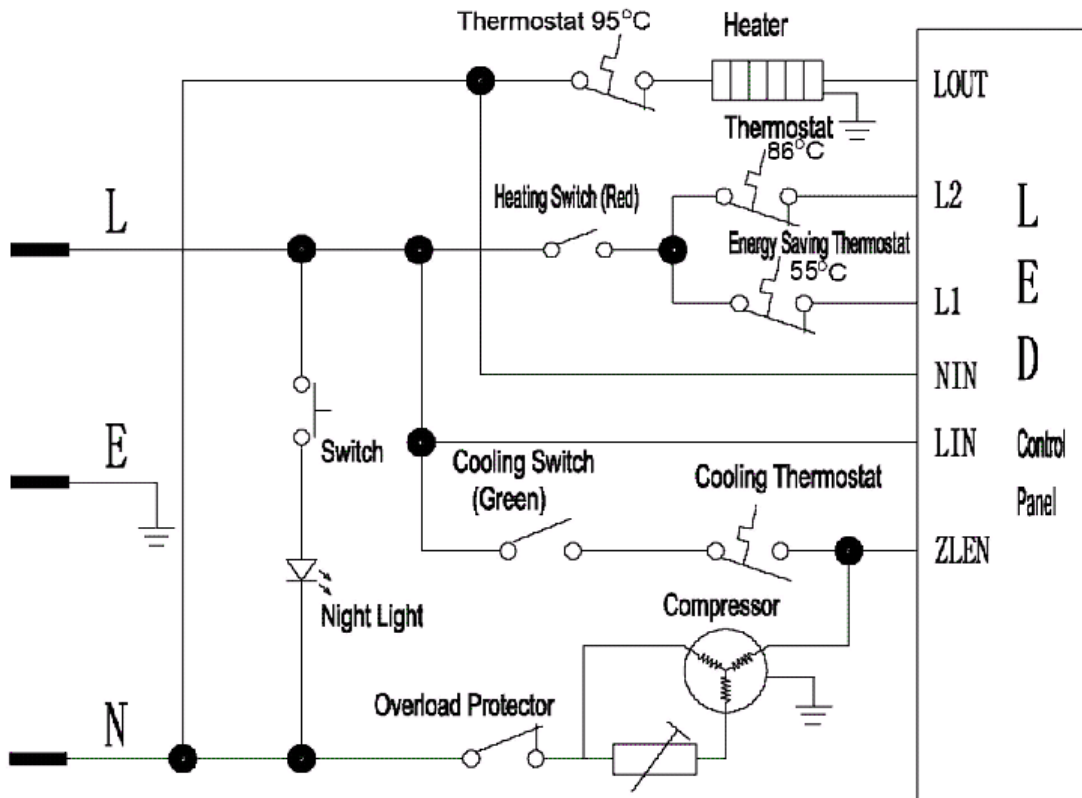 Thermostat 95°C
Heater
LOUT
Thermostat
86°C
L
Heating Switch (Red)
L2
L
Energy Saving Thermostat
55°C
E
L1
NIN
D
E
Switch
LIN
Control
Cooling Switch
(Green)
Cooling Thermostat
Panel
ZLEN
Night Light
Compressor
N
Overload Protector